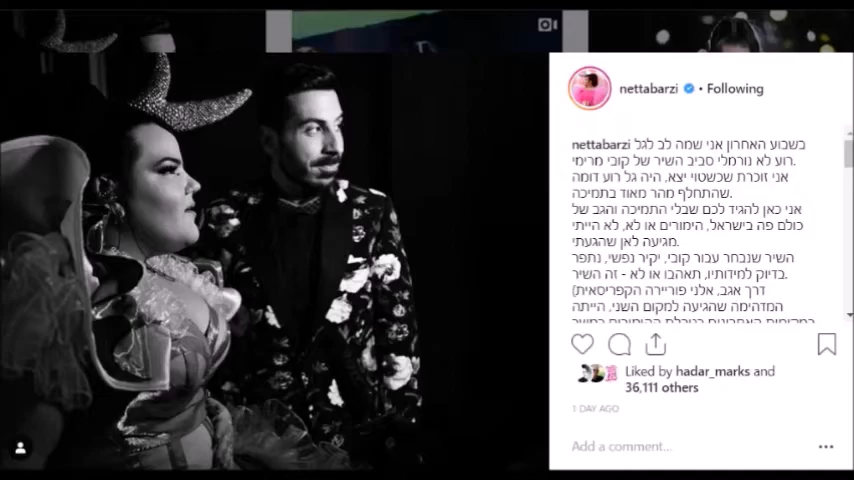 nettabarzi • Following
nettabarzi בשבוע האחרון אני שמה לב לגל
רוע לא נורמלי סביב השיר של קובי מרימי.
אני זוכרת שכשטוי יצא, היה גל רוע דומה
שהתחלף מהר מאוד בתמיכה.
אני כאן להגיד לכם שבלי התמיכה והגב של
כולם פה בישראל, הימורים או לא, לא הייתי
מגיעה לאן שהגעתי.
השיר שנבחר עבור קובי, יקיר נפשי, נתפר
בדיוק למידותיו, תאהבו או לא - זה השיר.
(דרך אגב, אלני פוריירה הקפריסאית
המדהימה שהגיעה למקום השני, הייתה
Liked by hadar_marks and
36,111 others
1 DAY AGO
Add a comment...